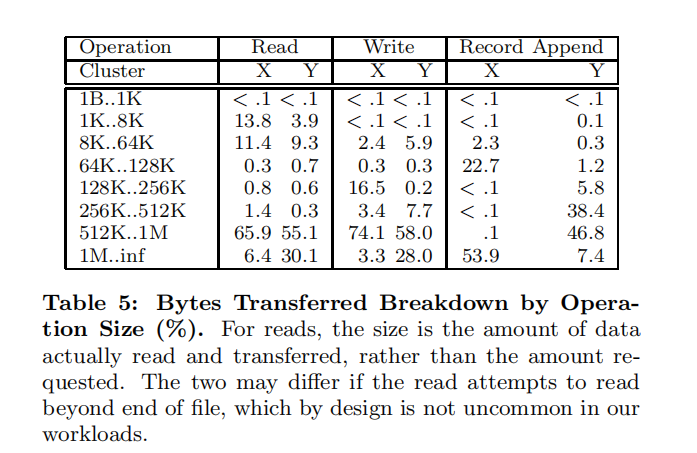 Operation Read Write Record Append
Cluster X Y X Y X Y
1B..1K < .1 < .1 < .1 < .1 < .1 < .1
1K..8K 13.8 3.9 < .1 < .1 < .1 0.1
8K..64K 11.4 9.3 2.4 5.9 2.3 0.3
64K..128K 0.3 0.7 0.3 0.3 22.7 1.2
128K..256K 0.8 0.6 16.5 0.2 < .1 5.8
256K..512K 1.4 0.3 3.4 7.7 < .1 38.4
512K..1M 65.9 55.1 74.1 58.0 .1 46.8
1M..inf 6.4 30.1 3.3 28.0 53.9 7.4
Table 5: Bytes Transferred Breakdown by Opera-
tion Size (%). For reads, the size is the amount of data
actually read and transferred, rather than the amount re-
quested. The two may differ if the read attempts to read
beyond end of file, which by design is not uncommon in our
workloads.